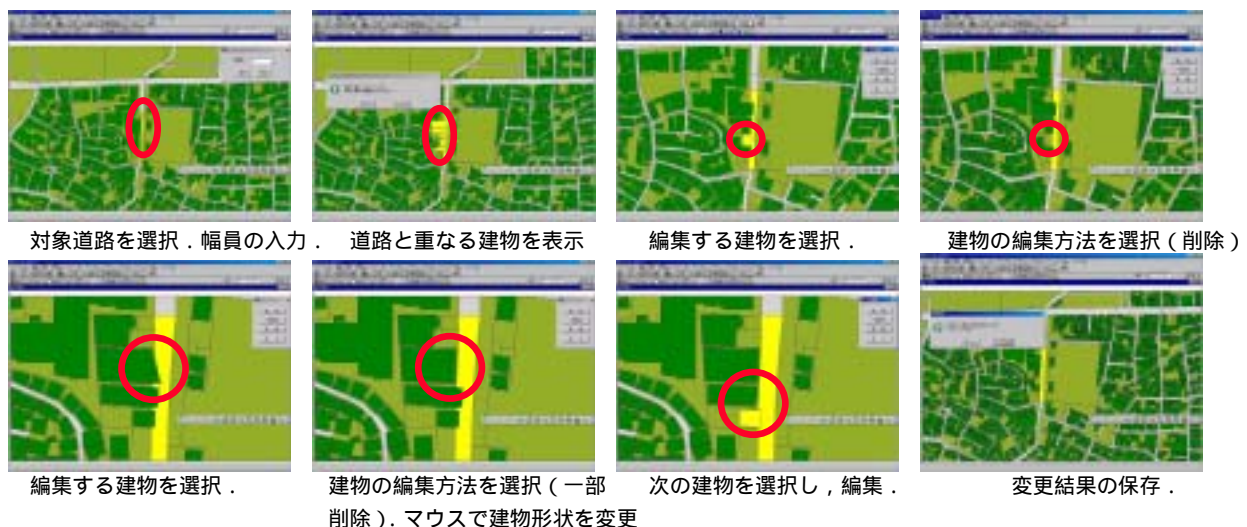 対象道路を選択．幅員の入力．
道路と重なる建物を表示
編集する建物を選択．
建物の編集方法を選択（削除）
編集する建物を選択．
建物の編集方法を選択（一部
削除）．マウスで建物形状を変更
次の建物を選択し，編集．
変更結果の保存．